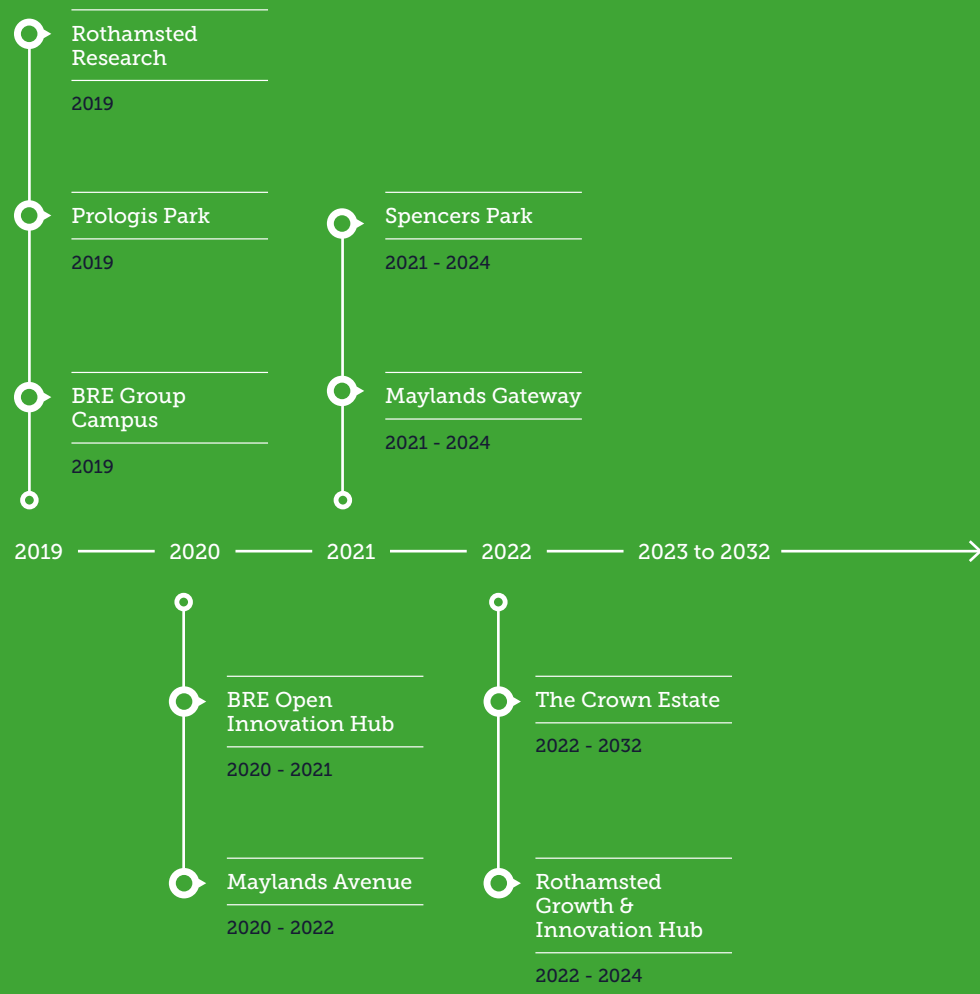 Rothamsted
Research
2019
Prologis Park
2019
BRE Group
Campus
2019
Spencers Park
2021 - 2024
Maylands Gateway
2021 - 2024
2019
2020
2021
2022
2023 to 2032
BRE Open
Innovation Hub
2020 - 2021
Maylands Avenue
2020 - 2022
The Crown Estate
2022 - 2032
Rothamsted
Growth &
Innovation Hub
2022 - 2024